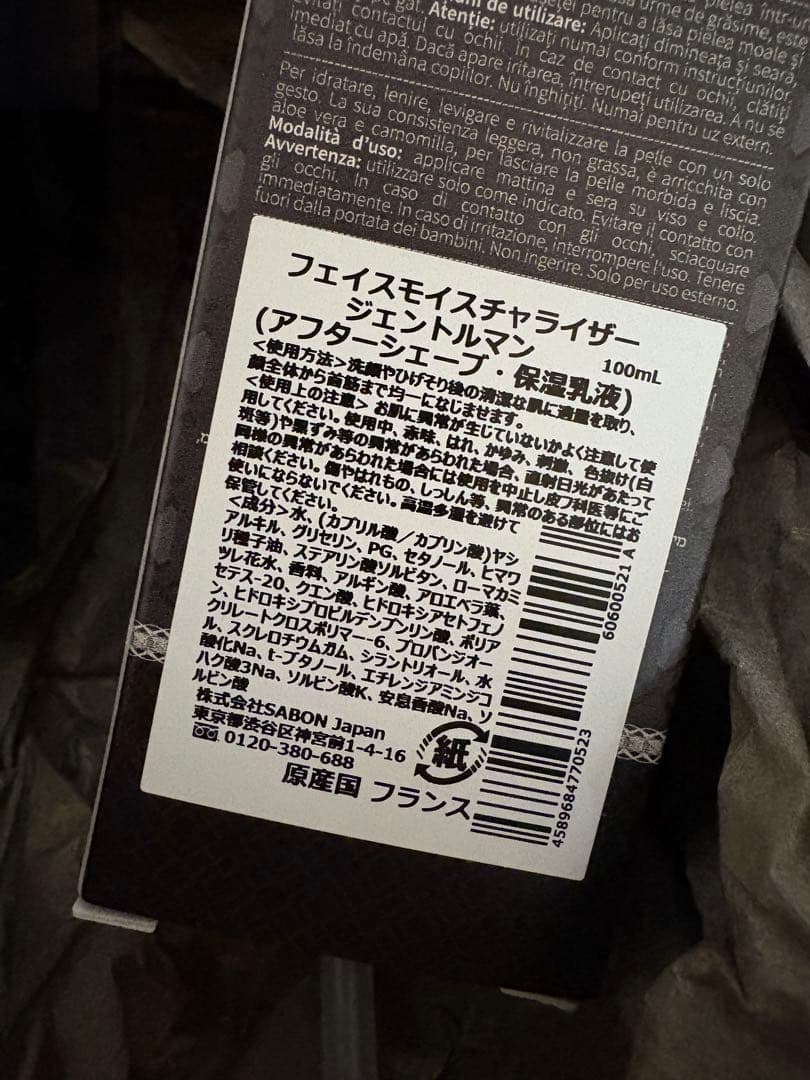 pielea într-u
urme de grăsime, est
pe gât. pentru a lăsa pielea moale ș
de utilizare: Aplicați dimineața și seara,
Atenție: utilizați numai conform instrucțiunilor.
Evitați contactul cu ochii. În caz de contact cu ochii, clătiți
imediat cu apă. Dacă apare iritarea, întrerupeți utilizarea. A nu se
lăsa la îndemâna copiilor. Nu înghițiți. Numai pentru uz extern.
Per idratare, lenire, levigare e rivitalizzare la pelle con un solo
gesto. La sua consistenza leggera, non grassa, è arricchita con
aloe vera e camomilla, per lasciare la pelle morbida e liscia.
Modalità d'uso: applicare mattina e sera su viso e collo.
Avvertenza: utilizzare solo come indicato. Evitare il contatto con
gli occhi. In caso di contatto con gli occhi, sciacquare
immediatamente. In caso di irritazione, interrompere l'uso. Tenere
fuori dalla portata dei bambini. Non ingerire. Solo per uso esterno.
フェイスモイスチャライザー
ジェントルマン 100mL
(アフターシェーブ・保湿乳液)
<使用方法>洗顔やひげそり後の清潔な肌に適量を取り、
顔全体から首筋まで均一になじませます。
<使用上の注意> お肌に異常が生じていないかよく注意して使
用してください。使用中、赤味、はれ、かゆみ、刺激、色抜け(白
斑等)や黒ずみ等の異常があらわれた場合、直射日光があたって
同様の異常があらわれた場合には使用を中止し皮フ科医等にご
相談ください。傷やはれもの、しっしん等、異常のある部位にはお
使いにならないでください。高温多湿を避けて
保管してください。
<成分>水、(カプリル酸/カプリン酸)ヤシ
アルキル、グリセリン、PG、セタノール、ヒマワ
リ種子油、ステアリン酸ソルビタン、ローマカミ
ツレ花水、香料、アルギン酸、アロエベラ葉、
セテス-20、クエン酸、ヒドロキシアセトフェノ
ン、ヒドロキシプロピルデンプンリン酸、ポリア
クリレートクロスポリマー-6、プロパンジオー
ル、スクレロチウムガム、シラントリオール、水
酸化Na、t-ブタノール、エチレンジアミンジコ
ハク酸3Na、ソルビン酸K、安息香酸Na、ソ
ルビン酸
株式会社SABON Japan
東京都渋谷区神宮前1-4-16
0120-380-688
紙
原産国 フランス
60600521 A
4589684770523